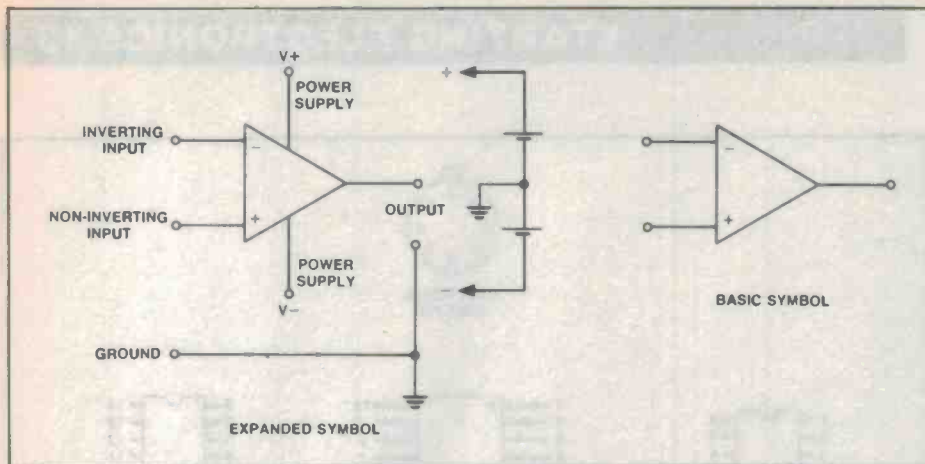 V+
POWER
SUPPLY
INVERTING
INPUT
−
NON-INVERTING
INPUT
+
OUTPUT
POWER
SUPPLY
V−
GROUND
EXPANDED SYMBOL
+
−
−
+
BASIC SYMBOL